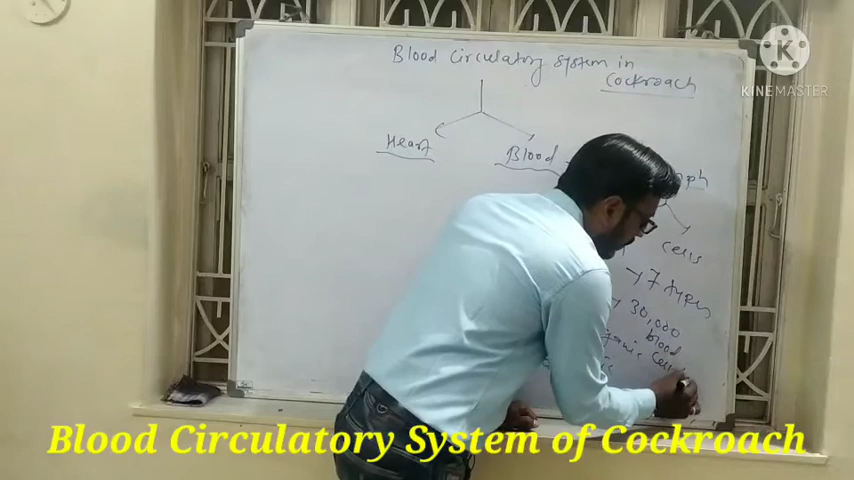 Blood Circulatory System in
Cockroach
Heart
Blood
cells
→ 7 types
30,000
blood
cells
K
KINEMASTER
Blood Circulatory System of Cockroach